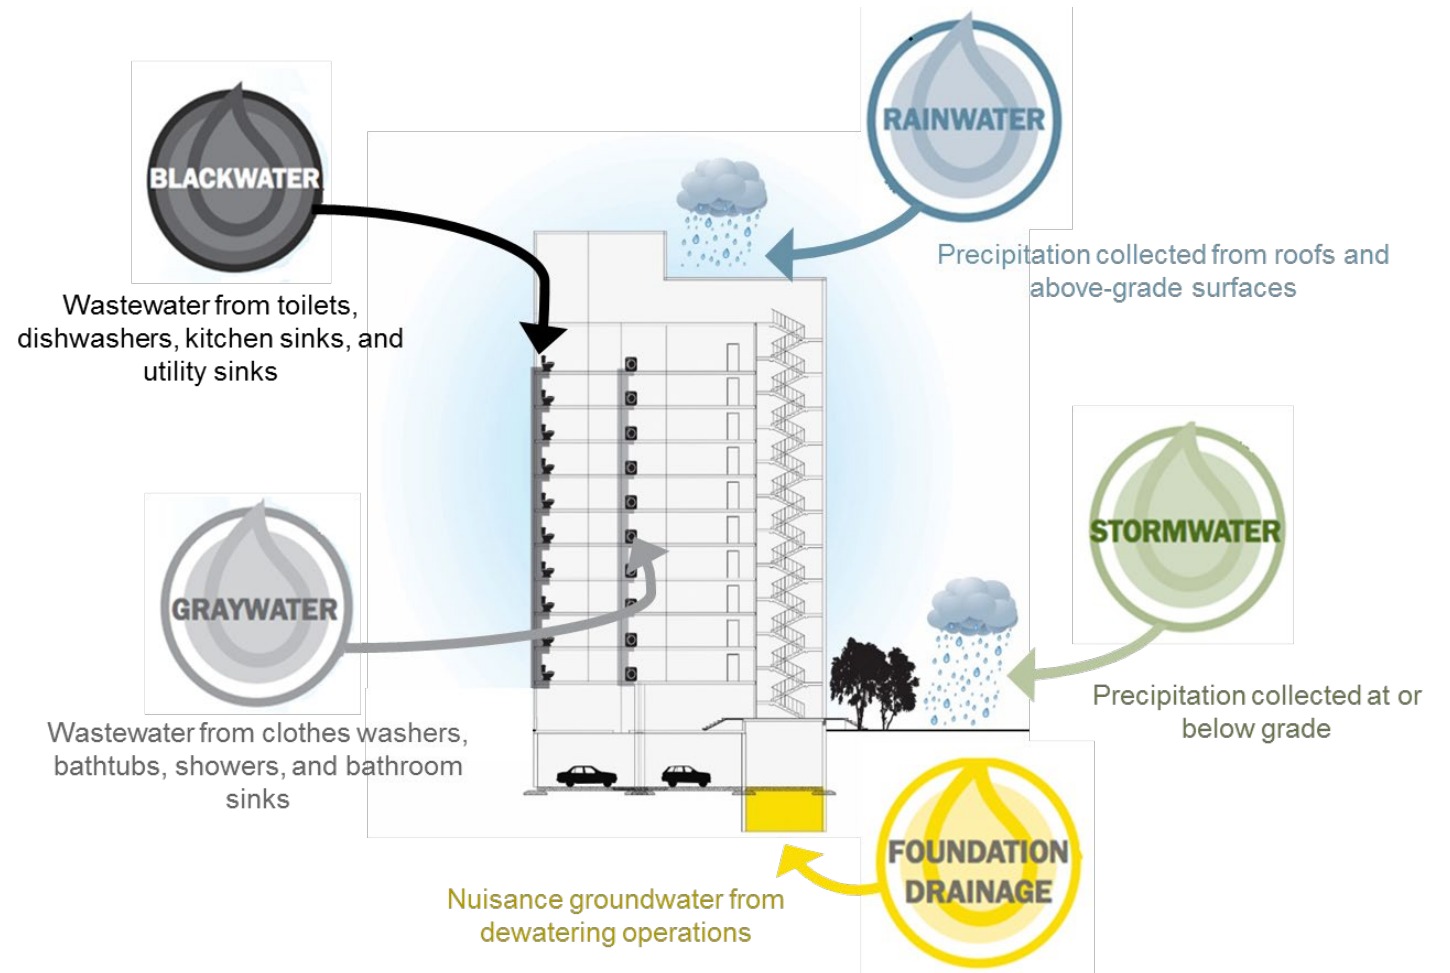 BLACKWATER
Wastewater from toilets,
dishwashers, kitchen sinks, and
utility sinks
RAINWATER
Precipitation collected from roofs and
above-grade surfaces
GRAYWATER
Wastewater from clothes washers,
bathtubs, showers, and bathroom
sinks
STORMWATER
Precipitation collected at or
below grade
FOUNDATION
DRAINAGE
Nuisance groundwater from
dewatering operations